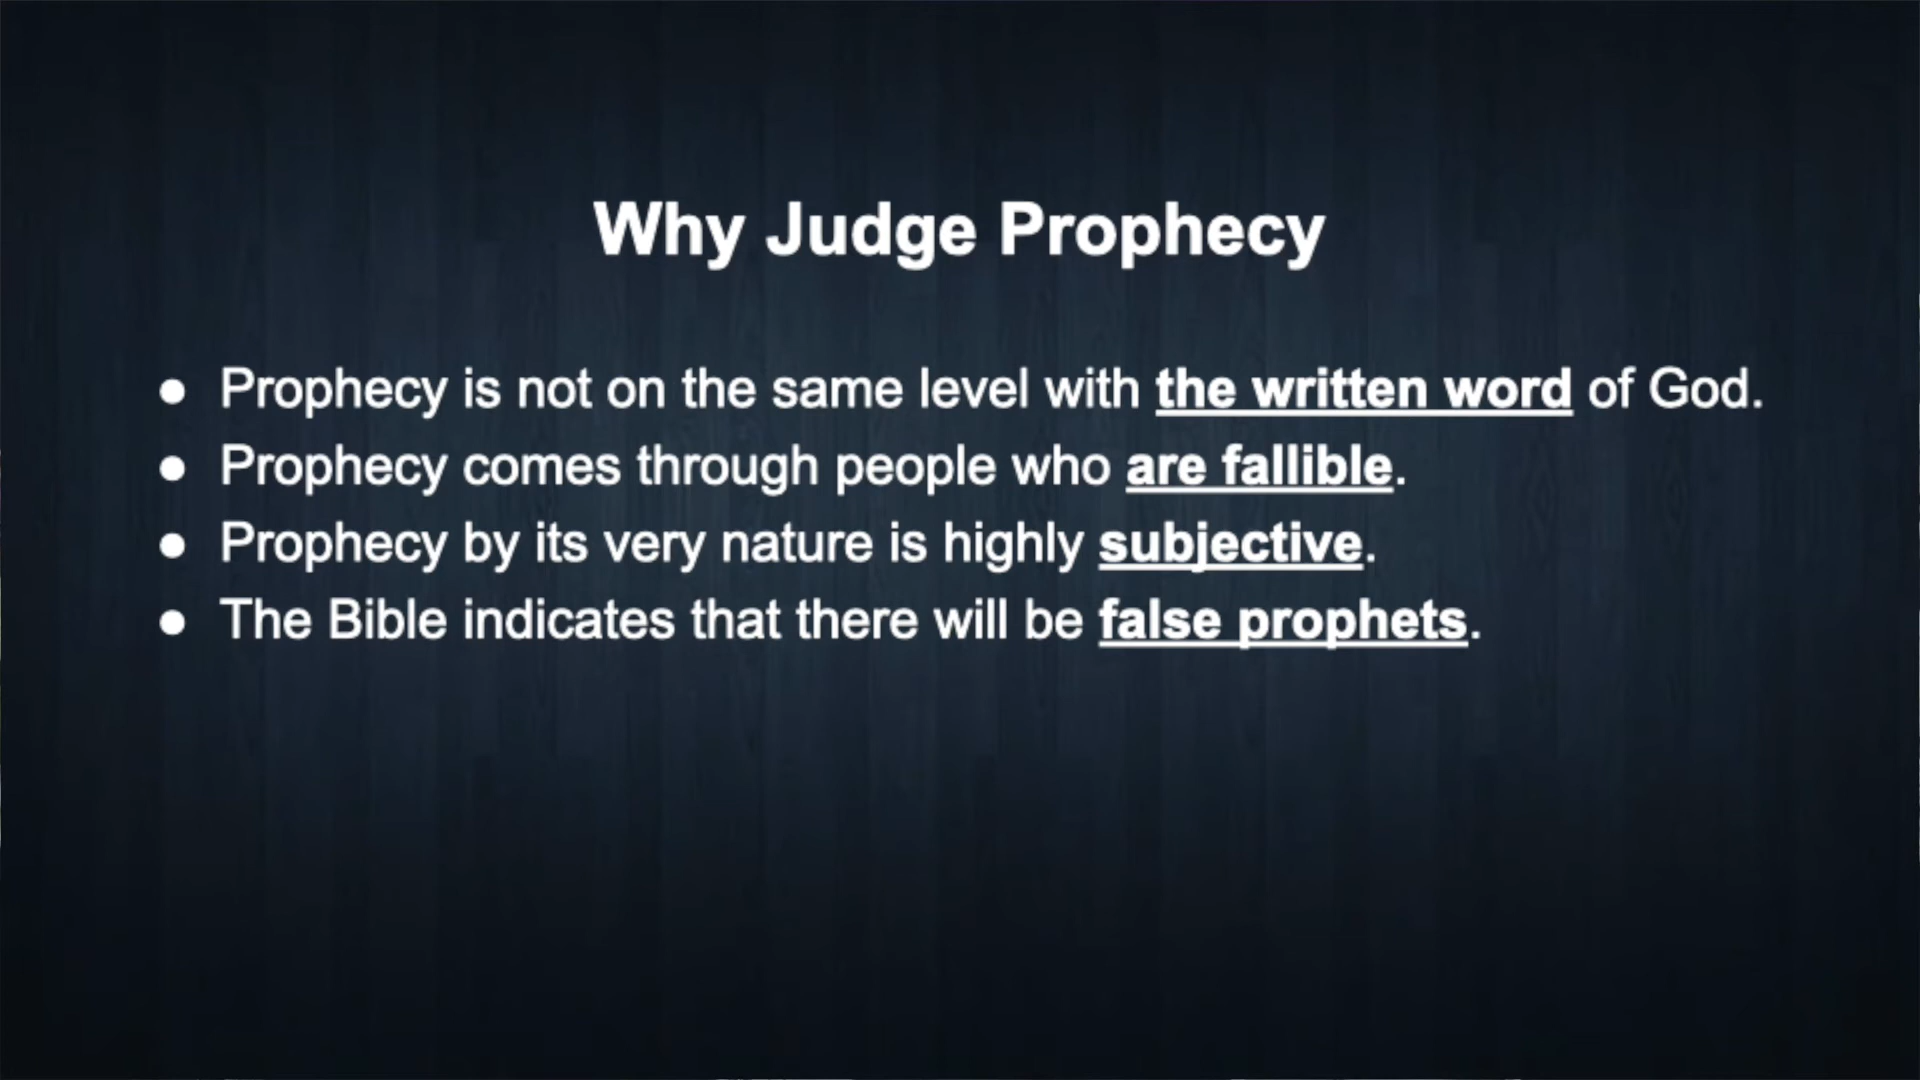 Why Judge Prophecy
● Prophecy is not on the same level with the written word of God.
● Prophecy comes through people who are fallible.
● Prophecy by its very nature is highly subjective.
● The Bible indicates that there will be false prophets.